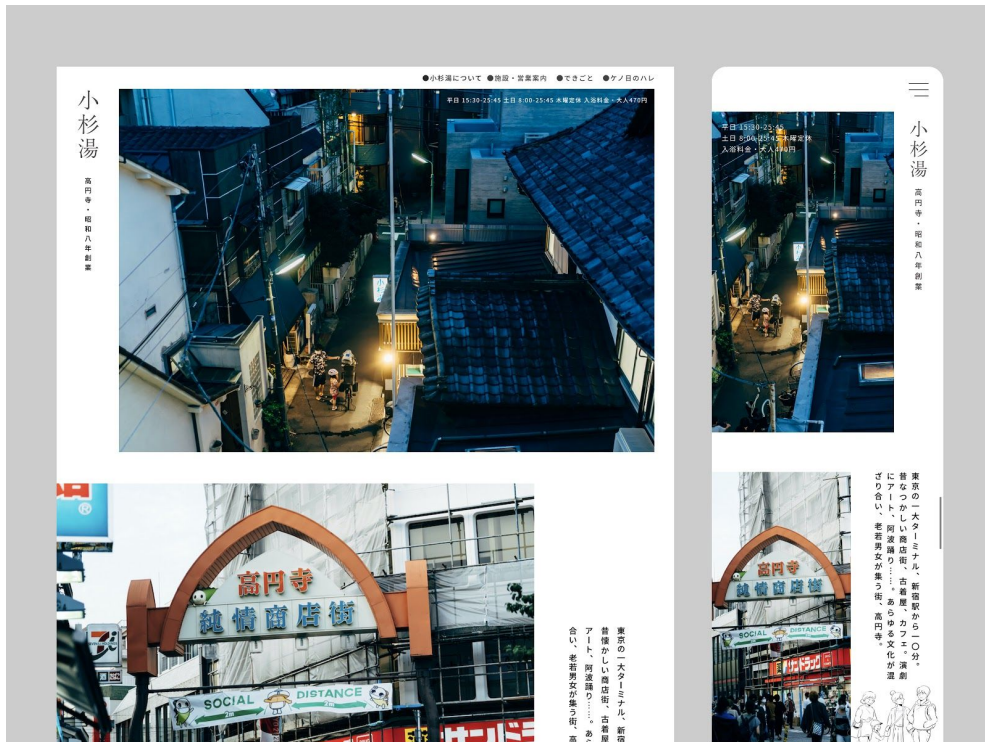 ●小杉湯について ●施設・営業案内 ●できごと ●ケノ日のハレ
小杉湯
高円寺・昭和八年創業
平日 15:30-25:45 土日 8:00-25:45 木曜定休 入浴料金・大人470円
高円寺
純情商店街
SOCIAL DISTANCE
2m 2m
®
東京の一大ターミナル、新宿
昔懐かしい商店街、古着屋
アート、阿波踊り……。あら
合い、老若男女が集う街、高
平日 15:30-25:45
土日 8:00-25:45 木曜定休
入浴料金・大人470円
小杉湯
高円寺・昭和八年創業
高円寺
純情商店街
SOCIAL DISTANCE
サンドラッグ
東京の一大ターミナル、新宿駅から一〇分。
昔なつかしい商店街、古着屋、カフェ。演劇
にアート、阿波踊り……。あらゆる文化が混
ざり合い、老若男女が集う街、高円寺。